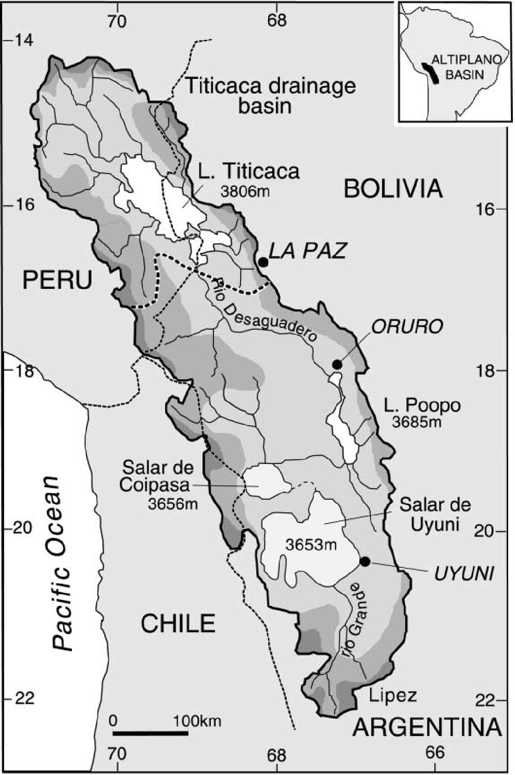 70
68
14
ALTIPLANO
BASIN
Titicaca drainage
basin
L. Titicaca
3806m
BOLIVIA
16
16
LA PAZ
PERU
Rio Desaguadero
ORURO
18
18
L. Poopo
3685m
Salar de
Coipasa
3656m
Salar de
Uyuni
20
20
3653m
UYUNI
Pacific Ocean
rio Grande
CHILE
22
Lipez
22
0
100km
ARGENTINA
70
68
66